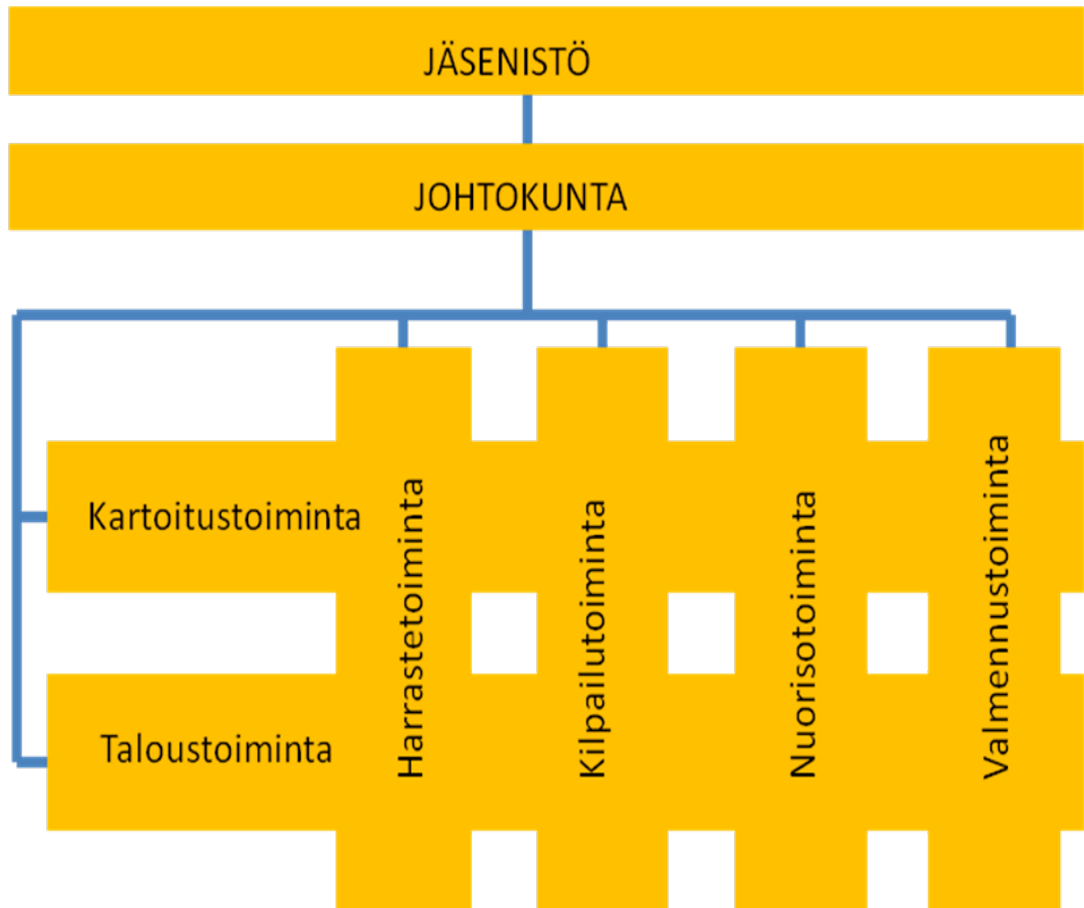 JÄSENISTÖ
JOHTOKUNTA
Kartoitustoiminta
Taloustoiminta
Harrastetoiminta
Kilpailutoiminta
Nuorisotoiminta
Valmennustoiminta